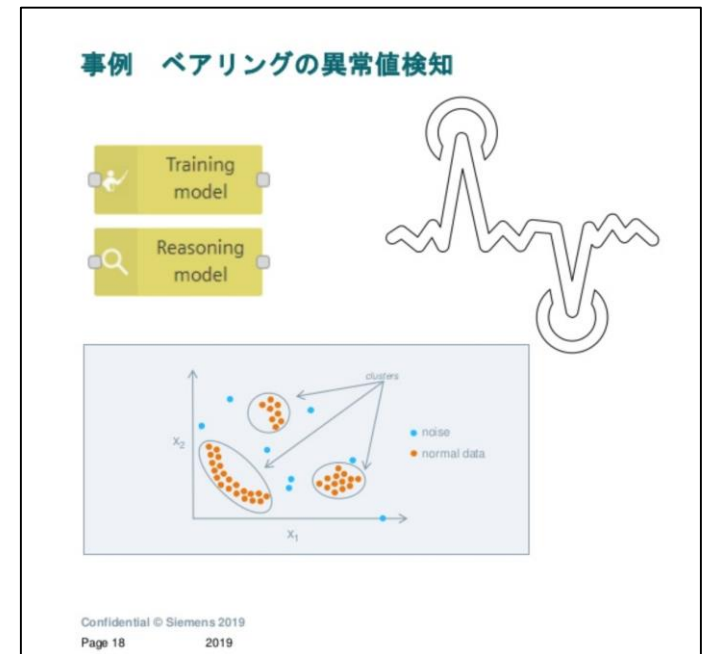 事例　ベアリングの異常値検知
Training
model
Reasoning
model
clusters
X2
noise
normal data
X1
Confidential © Siemens 2019
Page 18 2019